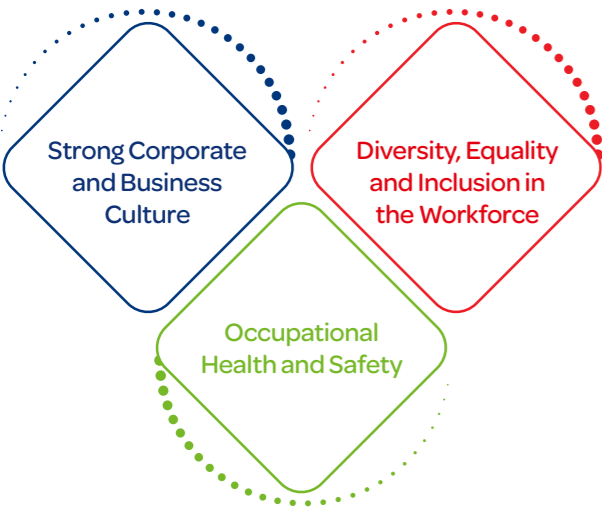 Strong Corporate
and Business
Culture
Diversity, Equality
and Inclusion in
the Workforce
Occupational
Health and Safety